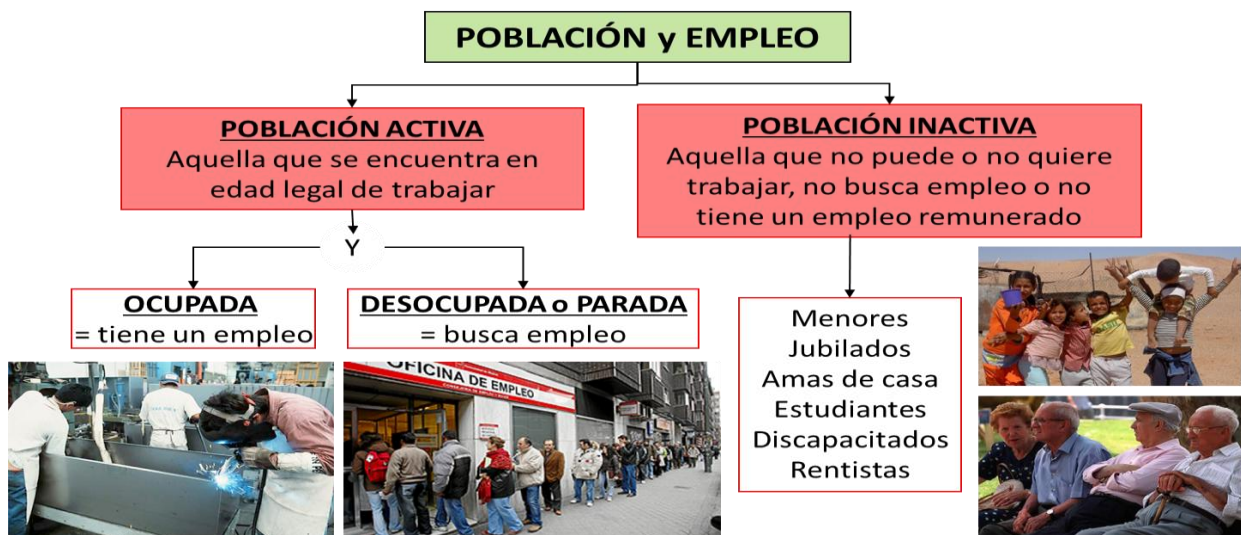 POBLACIÓN y EMPLEO
POBLACIÓN ACTIVA
Aquella que se encuentra en
edad legal de trabajar
POBLACIÓN INACTIVA
Aquella que no puede o no quiere
trabajar, no busca empleo o no
tiene un empleo remunerado
Y
OCUPADA
= tiene un empleo
DESOCUPADA o PARADA
= busca empleo
Menores
Jubilados
Amas de casa
Estudiantes
Discapacitados
Rentistas
OFICINA DE EMPLEO